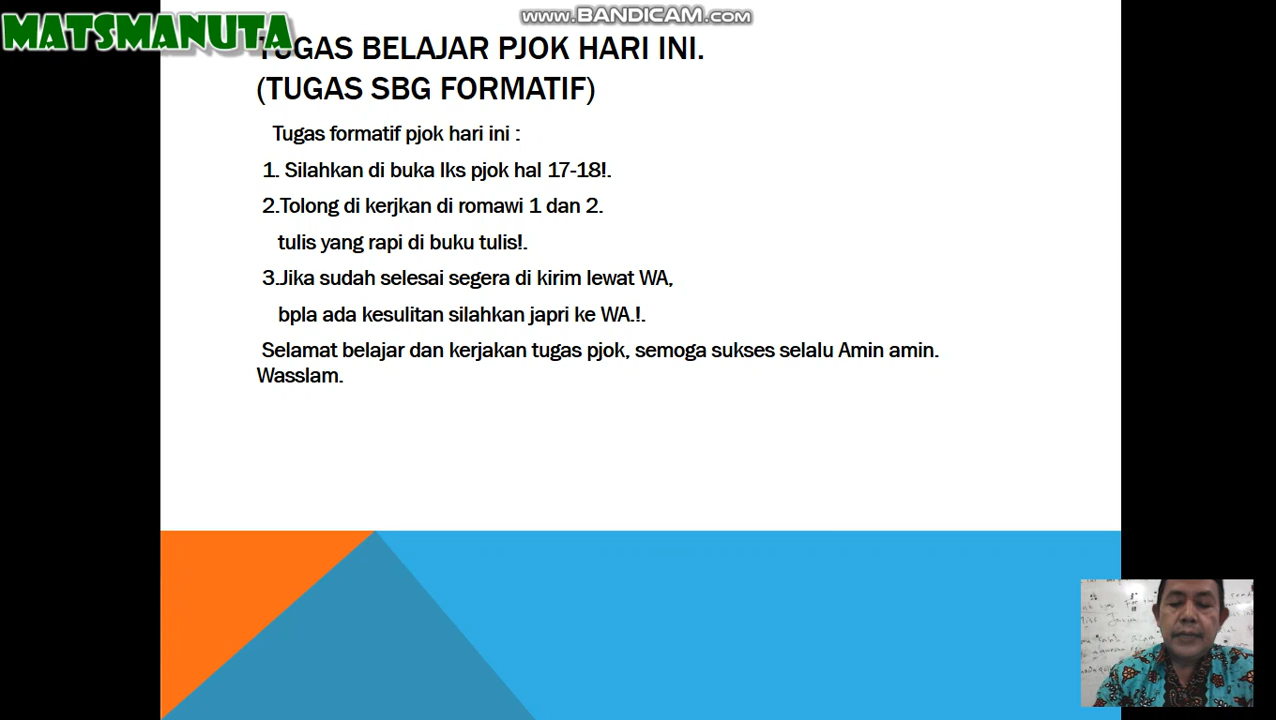 MATSMANUTA
www.BANDICAM.com
TUGAS BELAJAR PJOK HARI INI.
(TUGAS SBG FORMATIF)
Tugas formatif pjok hari ini :
1. Silahkan di buka lks pjok hal 17-18!.
2.Tolong di kerjkan di romawi 1 dan 2.
tulis yang rapi di buku tulis!.
3.Jika sudah selesai segera di kirim lewat WA,
bpla ada kesulitan silahkan japri ke WA.!.
Selamat belajar dan kerjakan tugas pjok, semoga sukses selalu Amin amin.
Wasslam.